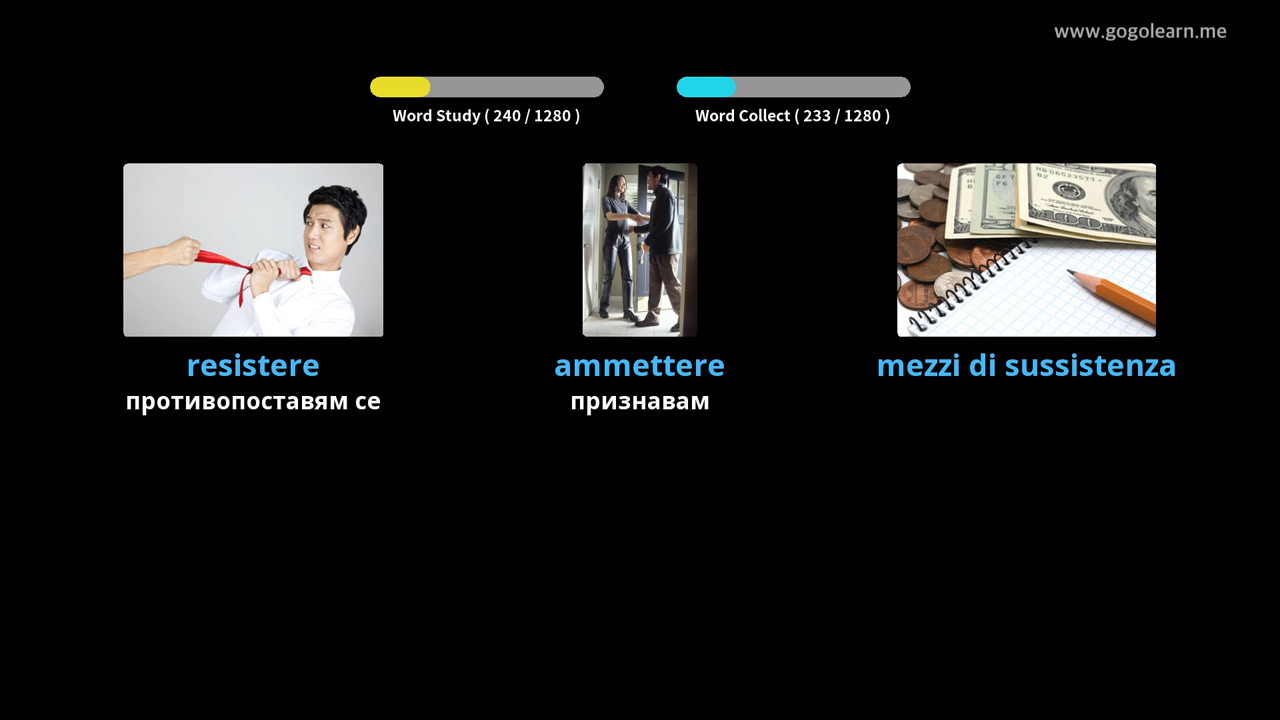 www.gogolearn.me
Word Study ( 240 / 1280 )
Word Collect ( 233 / 1280 )
resistere
ammettere
mezzi di sussistenza
противопоставям се
признавам